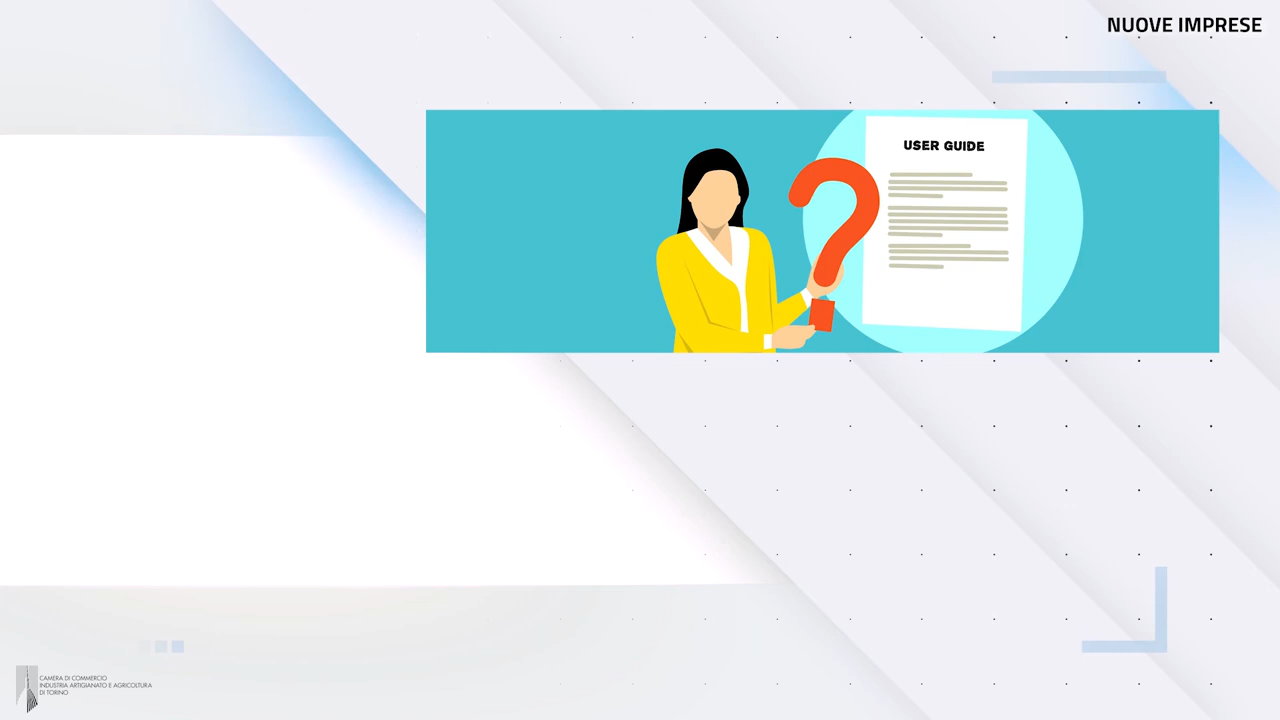 NUOVE IMPRESE
USER GUIDE
CAMERA DI COMMERCIO
INDUSTRIA ARTIGIANATO E AGRICOLTURA
DI TORINO